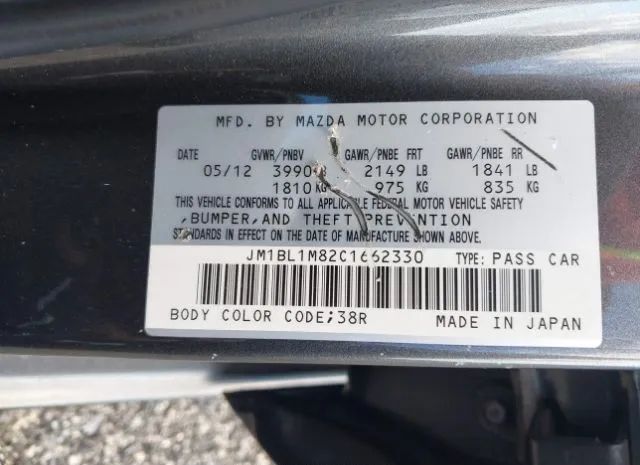 MFD. BY MAZDA MOTOR CORPORATION
DATE GVWR/PNBV GAWR/PNBE FRT GAWR/PNBE RR
05/12 3990 2149 LB 1841 LB
1810 KG 975 KG 835 KG
THIS VEHICLE CONFORMS TO ALL APPLICABLE FEDERAL MOTOR VEHICLE SAFETY
,BUMPER,AND THEFT PREVENTION
STANDARDS IN EFFECT ON THE DATE OF MANUFACTURE SHOWN ABOVE.
JM1BL1M82C1662330 TYPE: PASS CAR
BODY COLOR CODE;38R MADE IN JAPAN